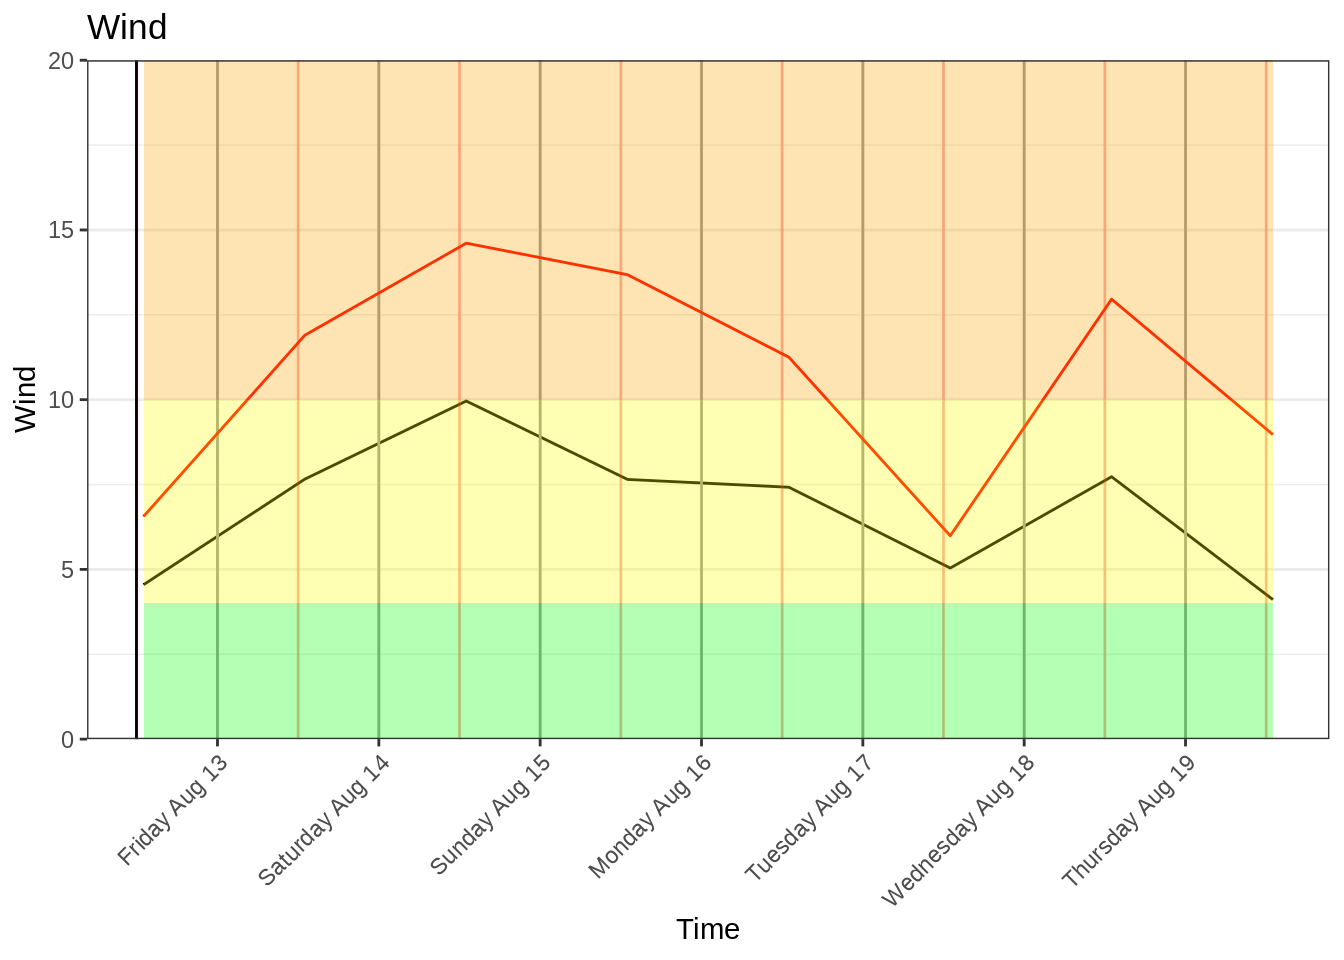 Wind
20
15
10
5
0
Wind
Friday Aug 13
Saturday Aug 14
Sunday Aug 15
Monday Aug 16
Tuesday Aug 17
Wednesday Aug 18
Thursday Aug 19
Time